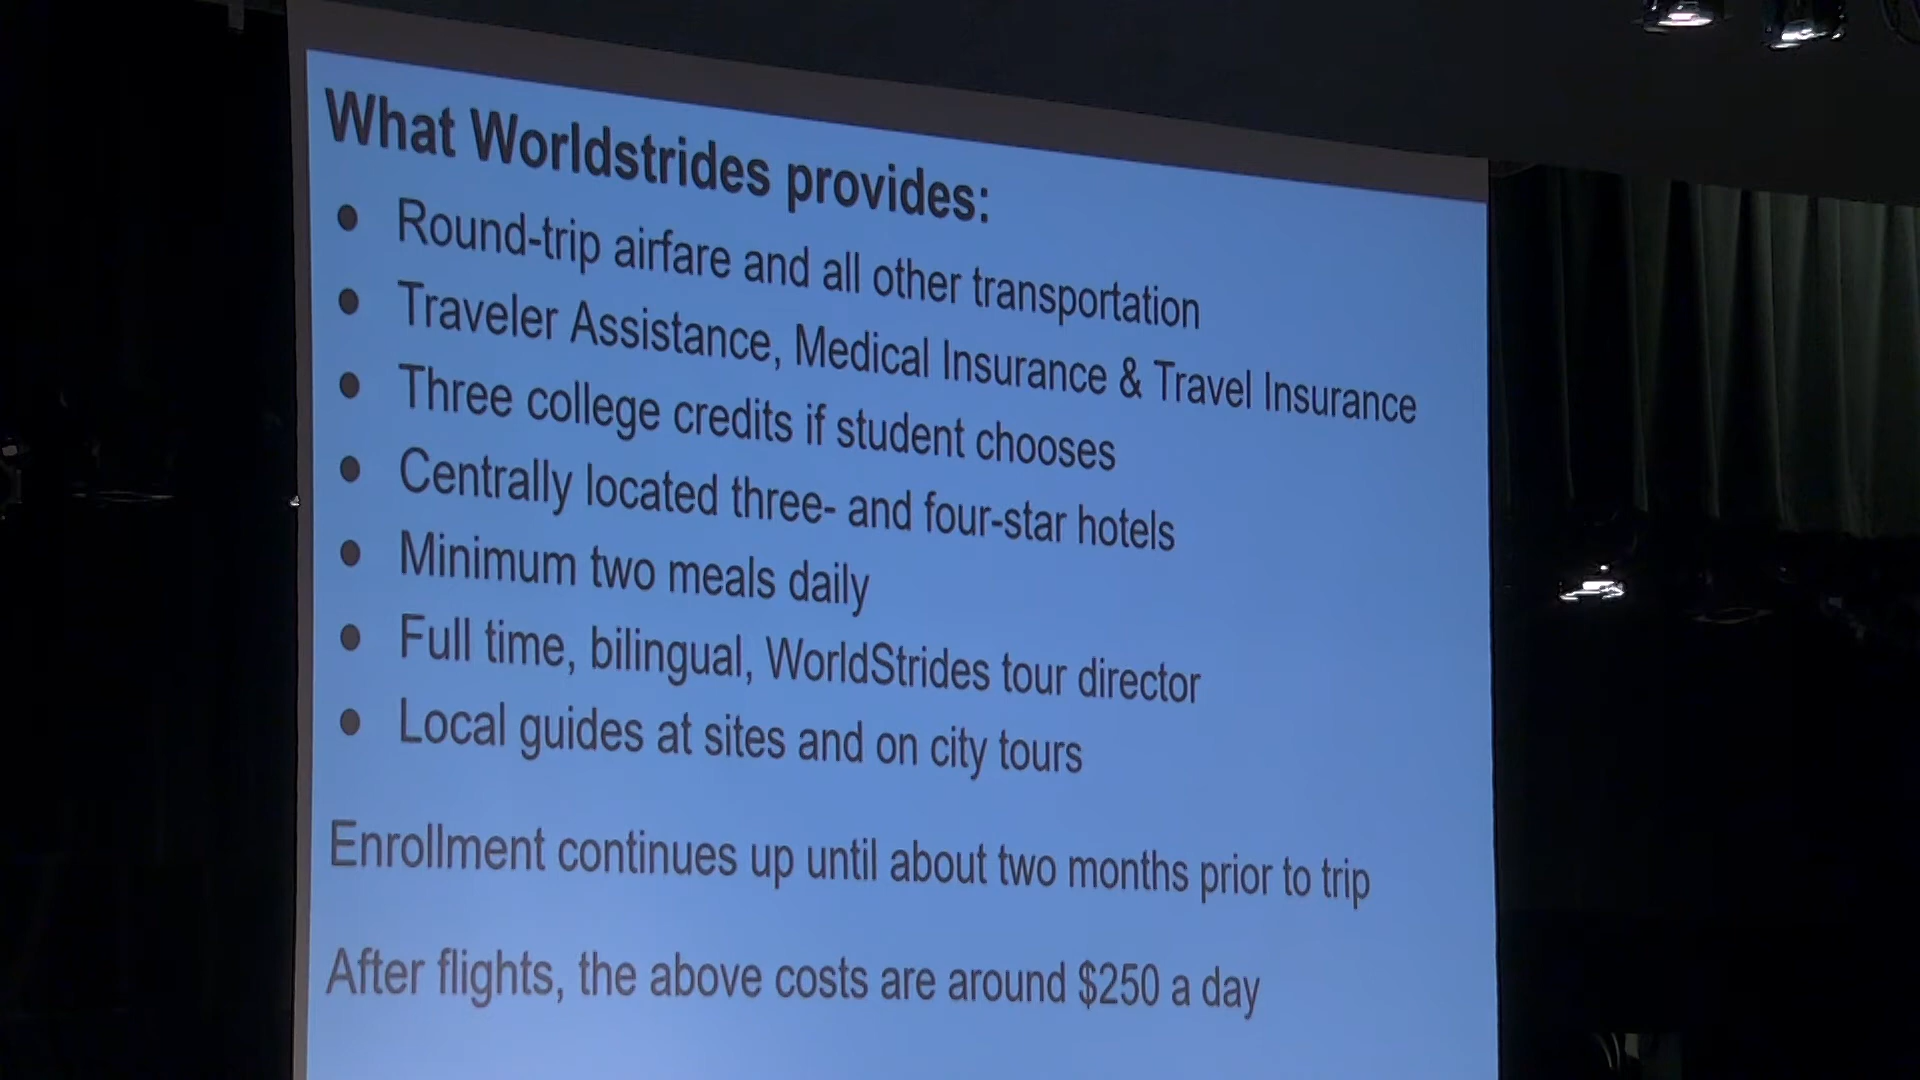 What Worldstrides provides:
● Round-trip airfare and all other transportation
● Traveler Assistance, Medical Insurance & Travel Insurance
● Three college credits if student chooses
● Centrally located three- and four-star hotels
● Minimum two meals daily
● Full time, bilingual, WorldStrides tour director
● Local guides at sites and on city tours
Enrollment continues up until about two months prior to trip
After flights, the above costs are around $250 a day